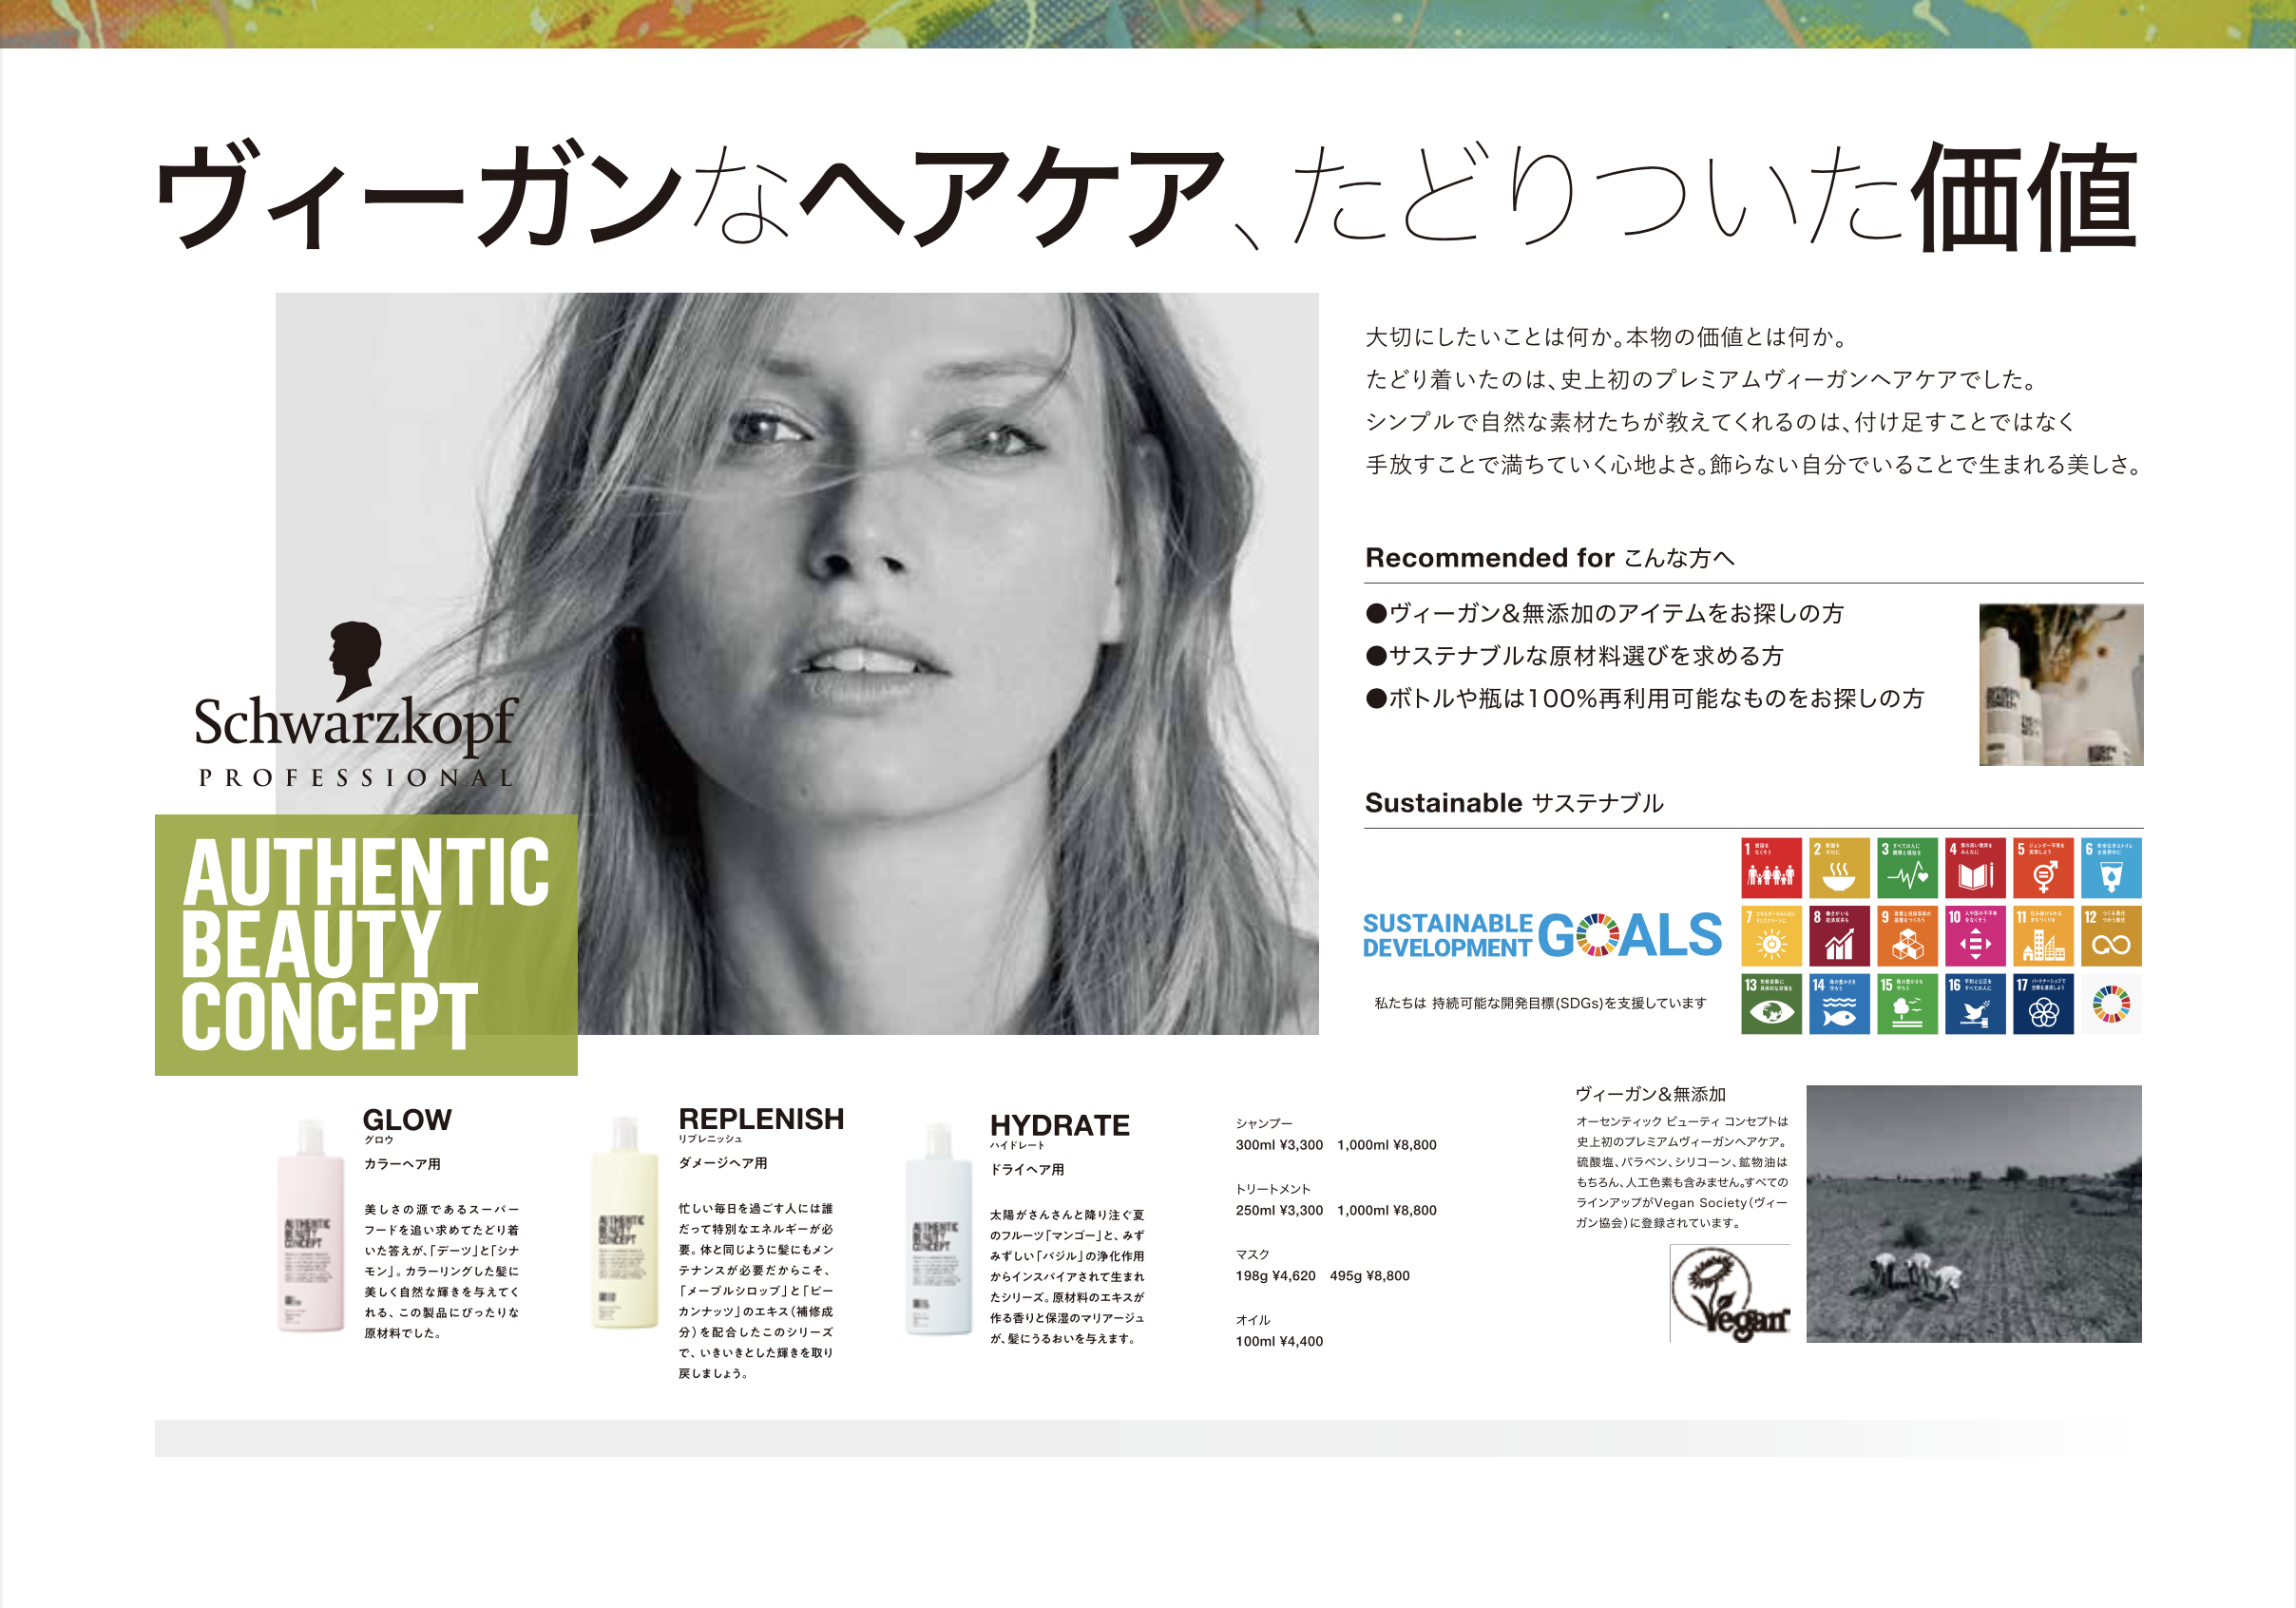 ヴィーガンなヘアケア、たどりついた価値
大切にしたいことは何か。本物の価値とは何か。
たどり着いたのは、史上初のプレミアムヴィーガンヘアケアでした。
シンプルで自然な素材たちが教えてくれるのは、付け足すことではなく
手放すことで満ちていく心地よさ。飾らない自分でいることで生まれる美しさ。
Recommended for こんな方へ
●ヴィーガン&無添加のアイテムをお探しの方
●サステナブルな原材料選びを求める方
●ボトルや瓶は100%再利用可能なものをお探しの方
Schwarzkopf
PROFESSIONAL
AUTHENTIC
BEAUTY
CONCEPT
Sustainable サステナブル
SUSTAINABLE
DEVELOPMENT
GOALS
私たちは 持続可能な開発目標(SDGs)を支援しています
1
2
3
4
5
6
7
8
9
10
11
12
13
14
15
16
17
GLOW
グロウ
カラーヘア用
美しさの源であるスーパー
フードを追い求めてたどり着
いた答えが、「デーツ」と「シナ
モン」。カラーリングした髪に
美しく自然な輝きを与えてく
れる、この製品にぴったりな
原材料でした。
AUTHENTIC
BEAUTY
CONCEPT
REPLENISH
リプレニッシュ
ダメージヘア用
忙しい毎日を過ごす人には誰
だって特別なエネルギーが必
要。体と同じように髪にもメン
テナンスが必要だからこそ、
「メープルシロップ」と「ピー
カンナッツ」のエキス(補修成
分)を配合したこのシリーズ
で、いきいきとした輝きを取り
戻しましょう。
AUTHENTIC
BEAUTY
CONCEPT
HYDRATE
ハイドレート
ドライヘア用
太陽がさんさんと降り注ぐ夏
のフルーツ「マンゴー」と、みず
みずしい「バジル」の浄化作用
からインスパイアされて生まれ
たシリーズ。原材料のエキスが
作る香りと保湿のマリアージュ
が、髪にうるおいを与えます。
AUTHENTIC
BEAUTY
CONCEPT
シャンプー
300ml ¥3,300 1,000ml ¥8,800
トリートメント
250ml ¥3,300 1,000ml ¥8,800
マスク
198g ¥4,620 495g ¥8,800
オイル
100ml ¥4,400
ヴィーガン&無添加
オーセンティック ビューティ コンセプトは
史上初のプレミアムヴィーガンヘアケア。
硫酸塩、パラベン、シリコーン、鉱物油は
もちろん、人工色素も含みません。すべての
ラインアップがVegan Society(ヴィー
ガン協会)に登録されています。
Vegan